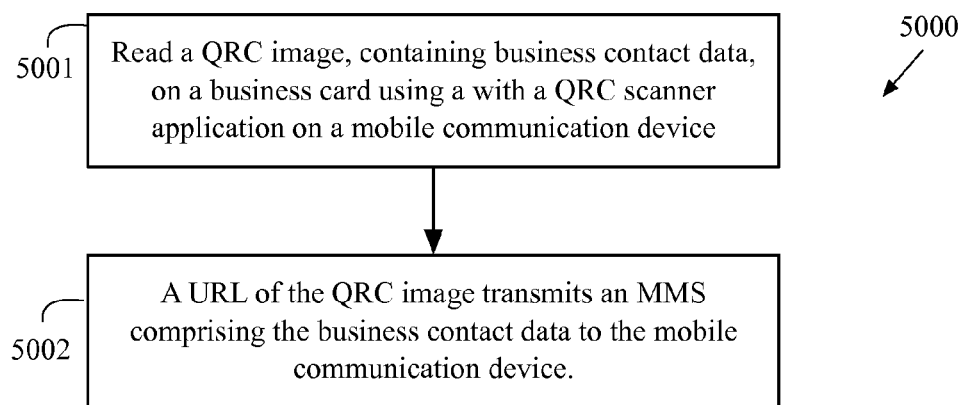 5001
Read a QRC image, containing business contact data,
on a business card using a with a QRC scanner
application on a mobile communication device
5000
5002
A URL of the QRC image transmits an MMS
comprising the business contact data to the mobile
communication device.